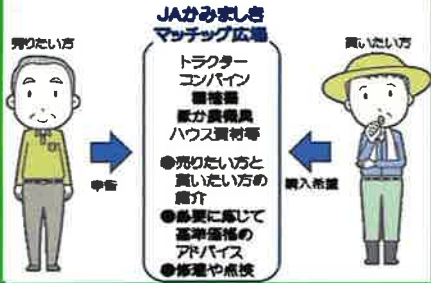 JAかみましき
マッチッグ広場
売りたい方
買いたい方
トラクター
コンバイン
田植機
ほか農機具
ハウス資材等
●売りたい方と
買いたい方の
紹介
●必要に応じて
基準価格の
アドバイス
●修理や点検
申告
購入希望